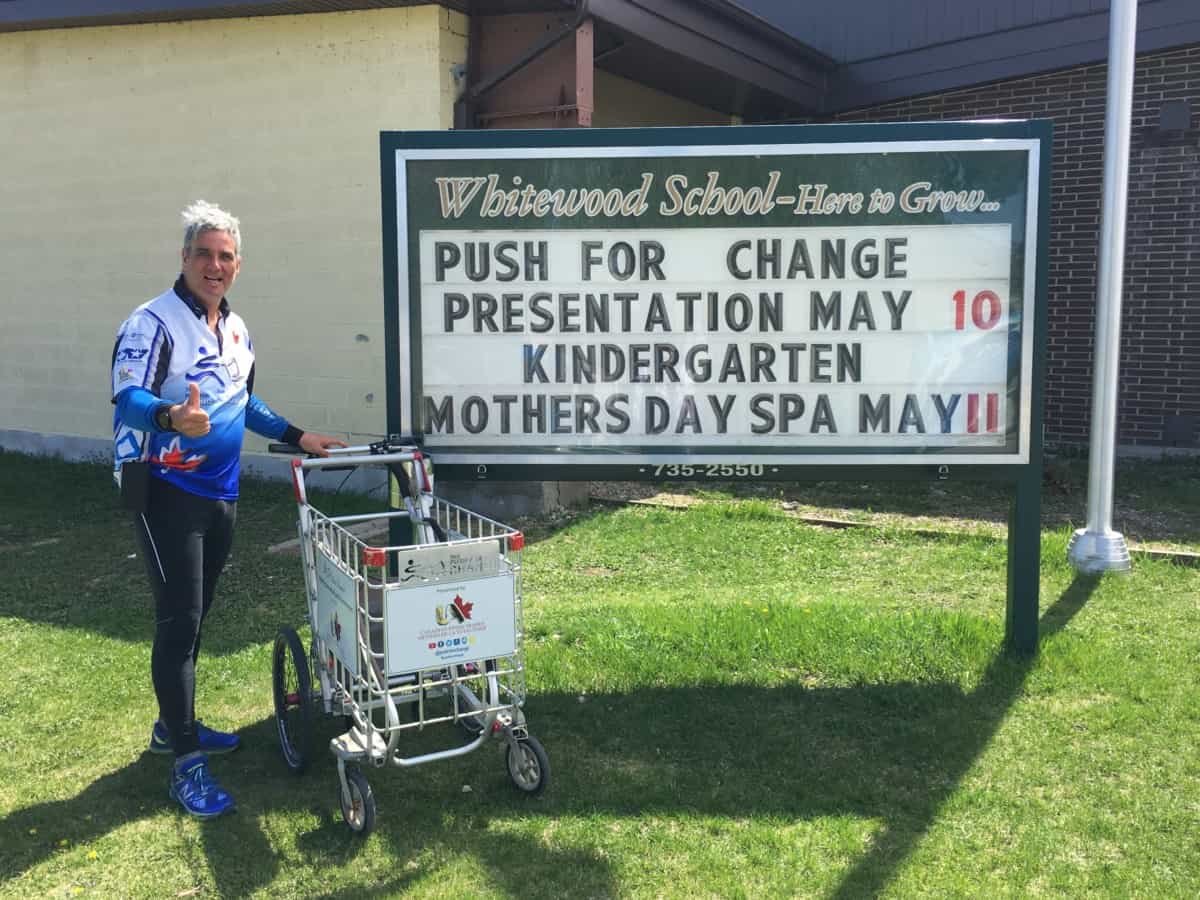 Whitewood School-Here to Grow...
PUSH FOR CHANGE
PRESENTATION MAY 10
KINDERGARTEN
MOTHERS DAY SPA MAY 11
· 735-2550 ·